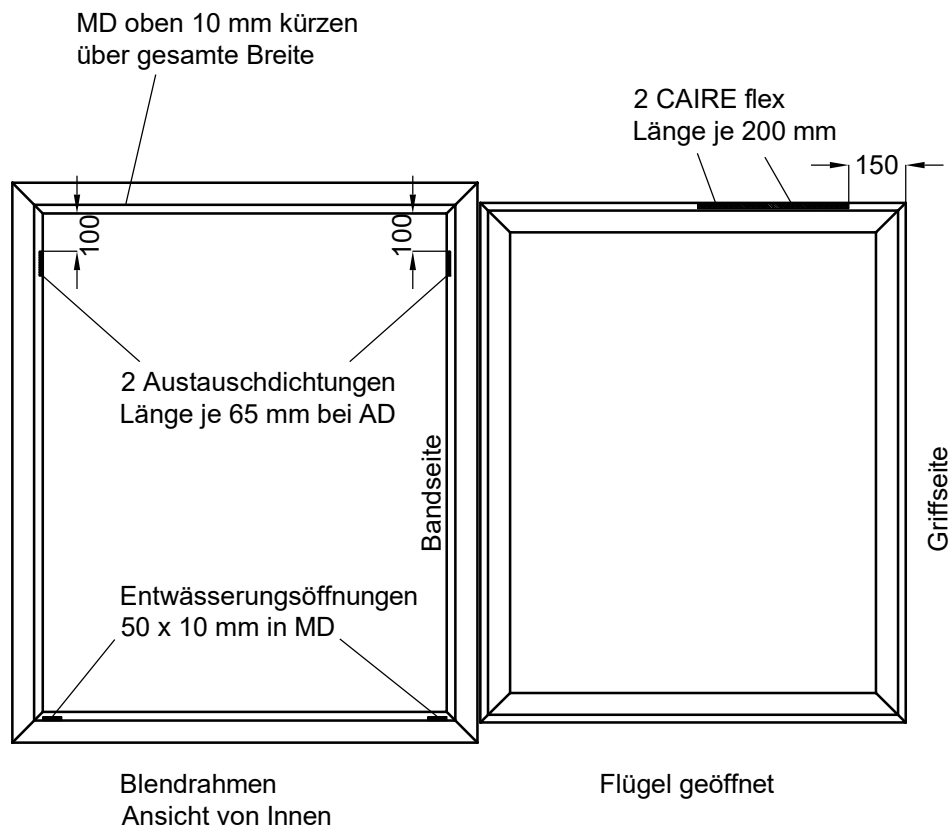 MD oben 10 mm kürzen
über gesamte Breite
2 CAIRE flex
Länge je 200 mm
150
100
100
2 Austauschdichtungen
Länge je 65 mm bei AD
Bandseite
Griffseite
Entwässerungsöffnungen
50 x 10 mm in MD
Blendrahmen
Ansicht von Innen
Flügel geöffnet